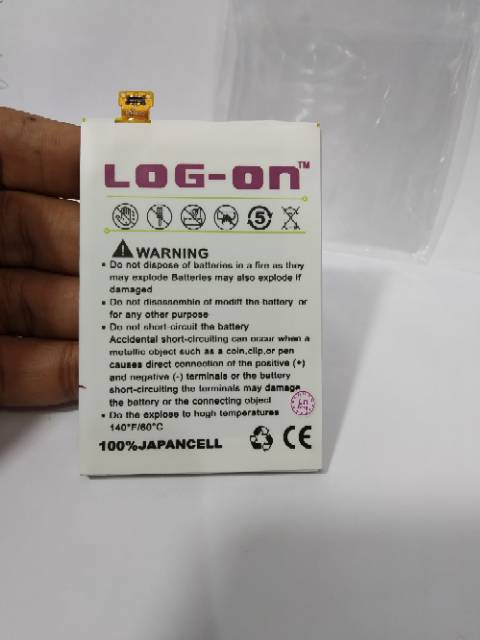 LOG-on™
5
WARNING
• Do not dispose of batteries in a fire as they
may explode Batteries may also explode if
damaged
• Do not disassemble of modift the battery or
for any other purpose
• Do not short-circuit the battery
Accidental short-circuiting can occur when a
metallic object such as a coin,clip,or pen
causes direct connection of the positive (+)
and negative (-) terminals or the battery
short-circuiting the terminals may damage
the battery or the connecting object
• Do the explose to hogh temperatures
140°F/60°C
100%JAPANCELL CE